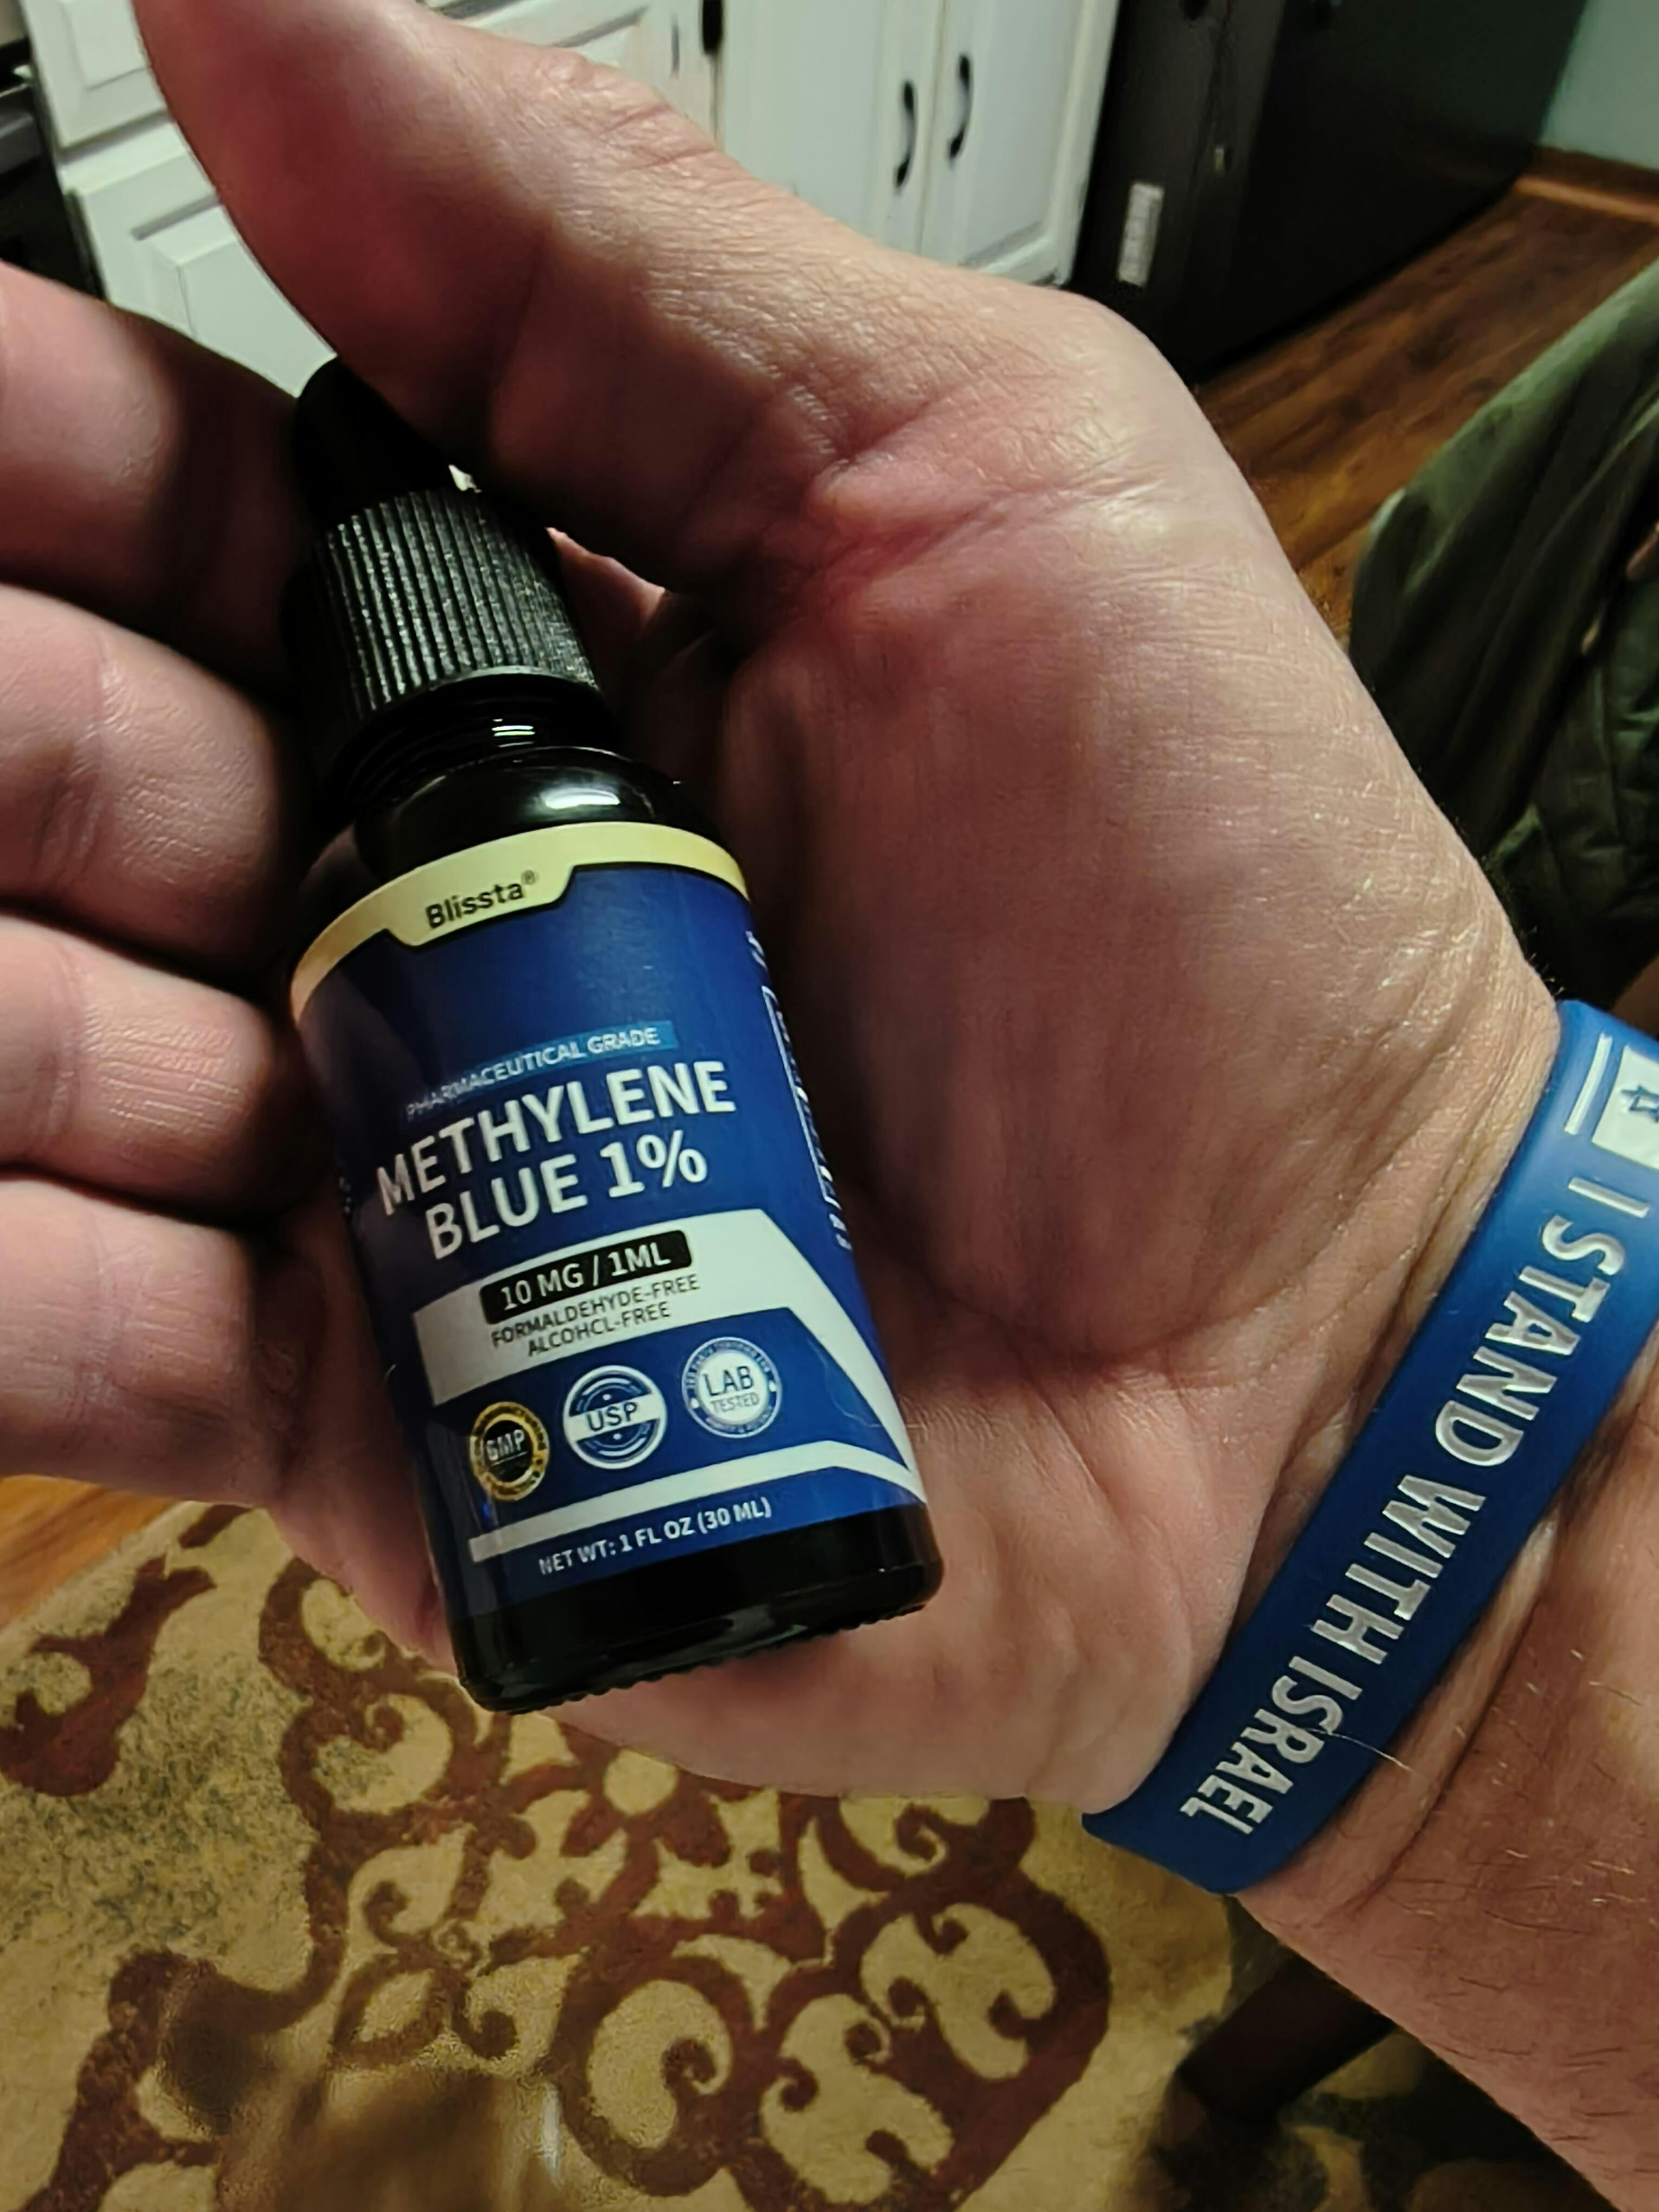 Blissta®
PHARMACEUTICAL GRADE
METHYLENE
BLUE 1%
10 MG / 1ML
FORMALDEHYDE-FREE
ALCOHOL-FREE
GMP
USP
LAB
TESTED
NET WT: 1 FL OZ (30 ML)
I STAND WITH ISRAEL